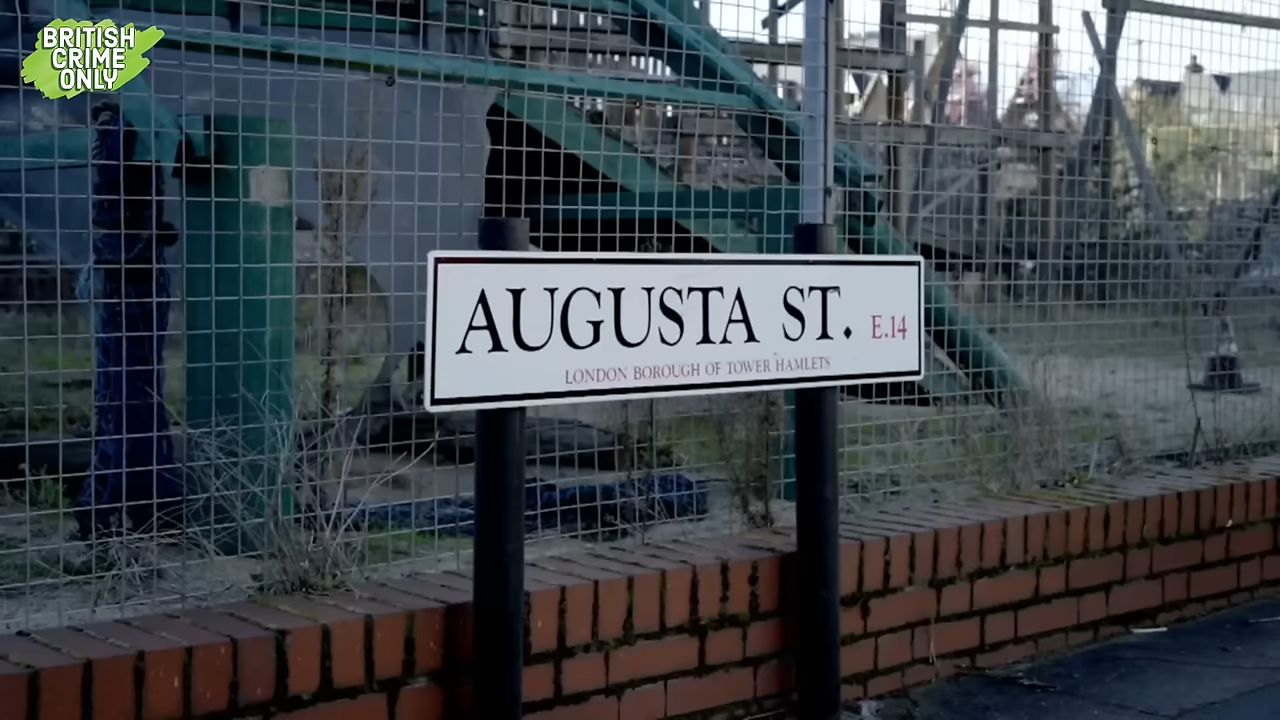 BRITISH
CRIME
ONLY
AUGUSTA ST. E.14
LONDON BOROUGH OF TOWER HAMLETS